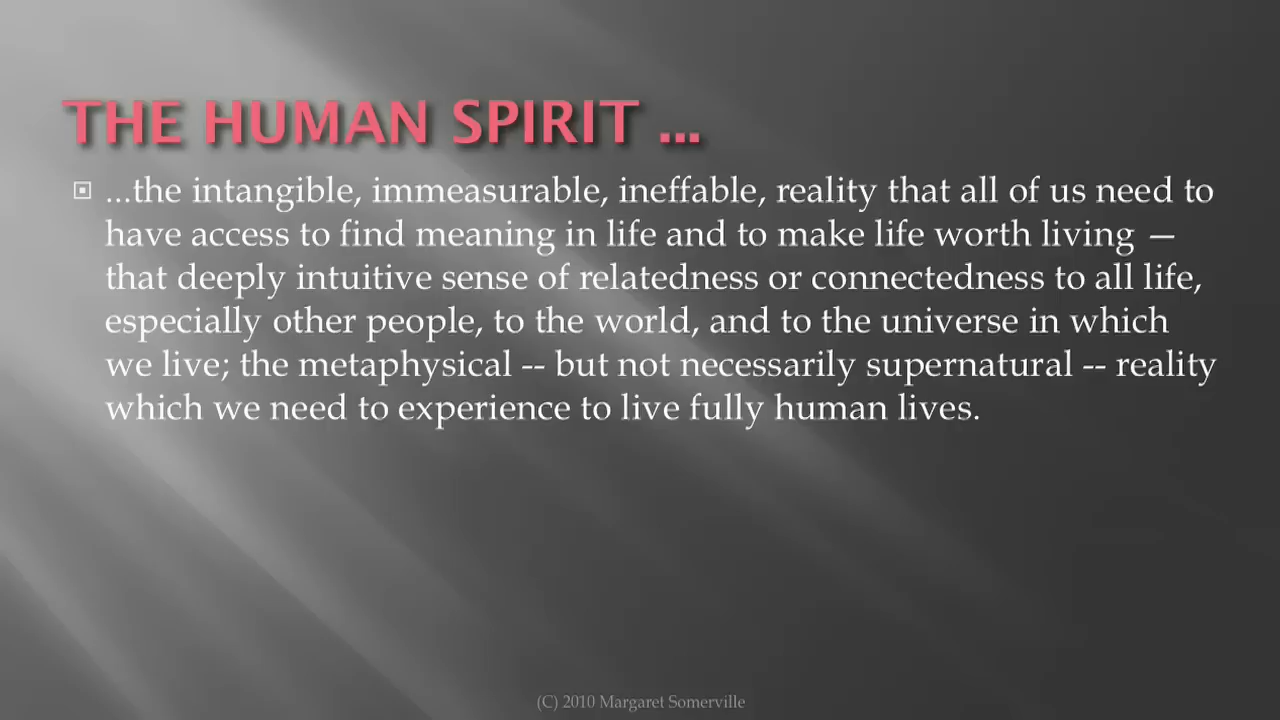 THE HUMAN SPIRIT ...
...the intangible, immeasurable, ineffable, reality that all of us need to
have access to find meaning in life and to make life worth living —
that deeply intuitive sense of relatedness or connectedness to all life,
especially other people, to the world, and to the universe in which
we live; the metaphysical -- but not necessarily supernatural -- reality
which we need to experience to live fully human lives.
(C) 2010 Margaret Somerville